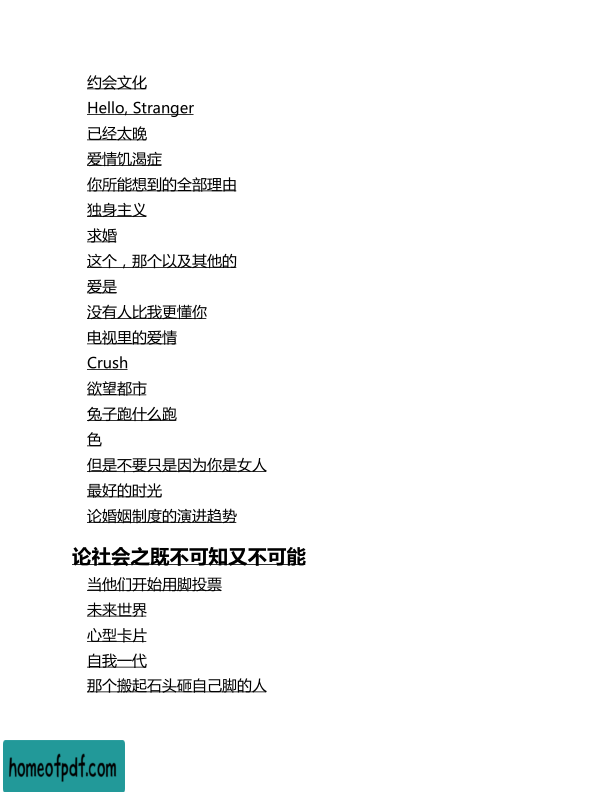 约会文化
Hello, Stranger
已经太晚
爱情饥渴症
你所能想到的全部理由
独身主义
求婚
这个，那个以及其他的
爱是
没有人比我更懂你
电视里的爱情
Crush
欲望都市
兔子跑什么跑
色
但是不要只是因为你是女人
最好的时光
论婚姻制度的演进趋势
论社会之既不可知又不可能
当他们开始用脚投票
未来世界
心型卡片
自我一代
那个搬起石头砸自己脚的人
homeofpdf.com